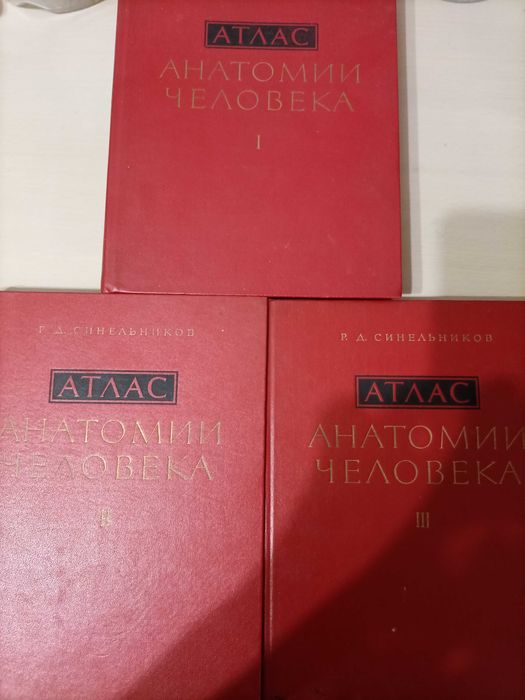 АТЛАС
АНАТОМИИ
ЧЕЛОВЕКА
I
Р. Д. СИНЕЛЬНИКОВ
АТЛАС
АНАТОМИИ
ЧЕЛОВЕКА
II
Р. Д. СИНЕЛЬНИКОВ
АТЛАС
АНАТОМИИ
ЧЕЛОВЕКА
III